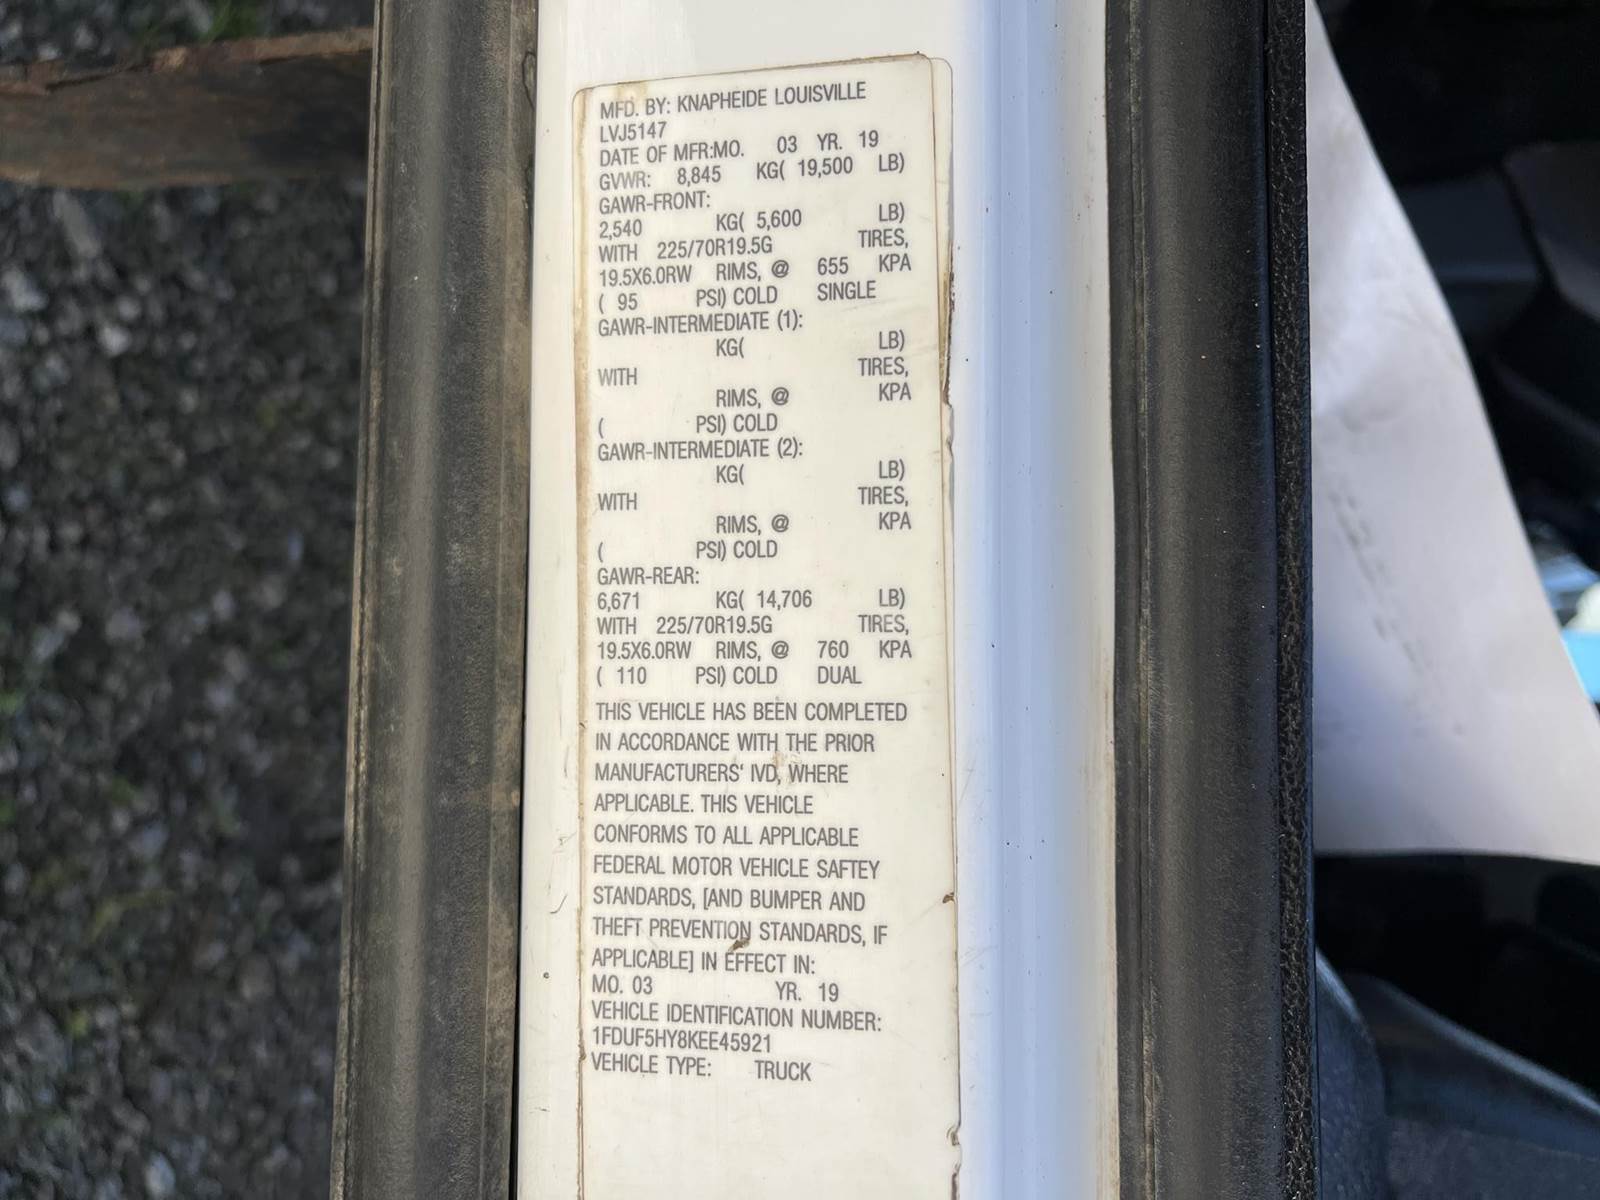 MFD. BY: KNAPHEIDE LOUISVILLE
LVJ5147
DATE OF MFR:MO. 03 YR. 19
GVWR: 8,845 KG( 19,500 LB)
GAWR-FRONT:
2,540 KG( 5,600 LB)
WITH 225/70R19.5G TIRES,
19.5X6.0RW RIMS, @ 655 KPA
( 95 PSI) COLD SINGLE
GAWR-INTERMEDIATE (1):
KG( LB)
WITH TIRES,
RIMS, @ KPA
( PSI) COLD
GAWR-INTERMEDIATE (2):
KG( LB)
WITH TIRES,
RIMS, @ KPA
( PSI) COLD
GAWR-REAR:
6,671 KG( 14,706 LB)
WITH 225/70R19.5G TIRES,
19.5X6.0RW RIMS, @ 760 KPA
( 110 PSI) COLD DUAL
THIS VEHICLE HAS BEEN COMPLETED
IN ACCORDANCE WITH THE PRIOR
MANUFACTURERS' IVD, WHERE
APPLICABLE. THIS VEHICLE
CONFORMS TO ALL APPLICABLE
FEDERAL MOTOR VEHICLE SAFTEY
STANDARDS, [AND BUMPER AND
THEFT PREVENTION STANDARDS, IF
APPLICABLE] IN EFFECT IN:
MO. 03 YR. 19
VEHICLE IDENTIFICATION NUMBER:
1FDUF5HY8KEE45921
VEHICLE TYPE: TRUCK